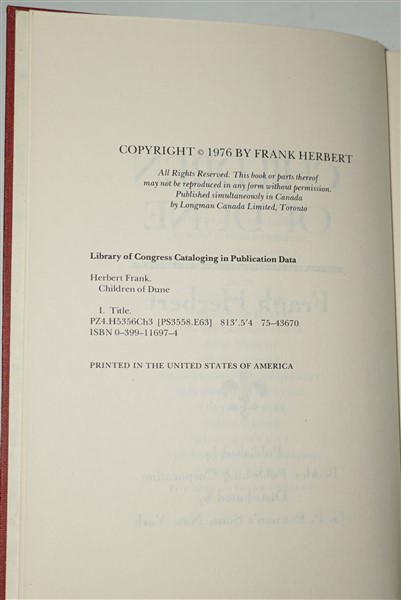 COPYRIGHT © 1976 BY FRANK HERBERT
All Rights Reserved. This book or parts thereof
may not be reproduced in any form without permission.
Published simultaneously in Canada
by Longman Canada Limited, Toronto
Library of Congress Cataloging in Publication Data
Herbert Frank.
Children of Dune
I. Title.
PZ4.H5356Ch3 [PS3558.E63] 813'.5'4 75-43670
ISBN 0-399-11697-4
PRINTED IN THE UNITED STATES OF AMERICA